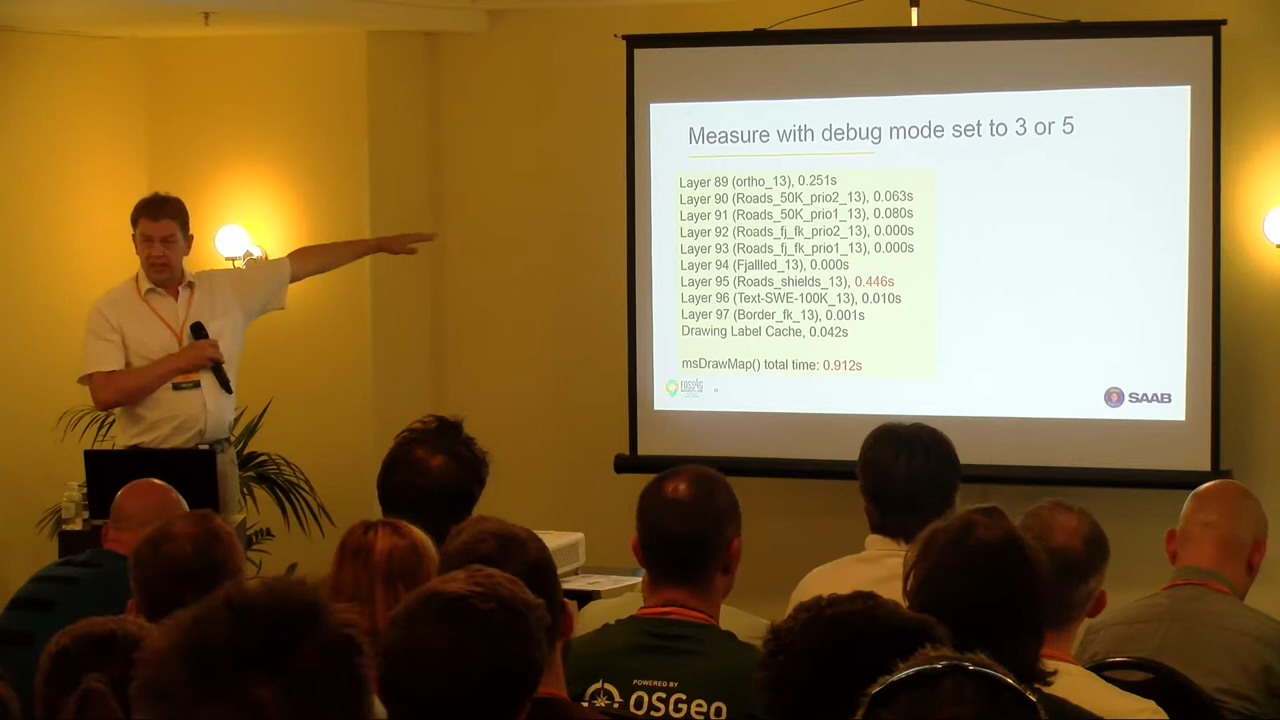 Measure with debug mode set to 3 or 5
Layer 89 (ortho_13), 0.251s
Layer 90 (Roads_50K_prio2_13), 0.063s
Layer 91 (Roads_50K_prio1_13), 0.080s
Layer 92 (Roads_fj_fk_prio2_13), 0.000s
Layer 93 (Roads_fj_fk_prio1_13), 0.000s
Layer 94 (Fjallled_13), 0.000s
Layer 95 (Roads_shields_13), 0.446s
Layer 96 (Text-SWE-100K_13), 0.010s
Layer 97 (Border_fk_13), 0.001s
Drawing Label Cache, 0.042s
msDrawMap() total time: 0.912s
FOSS4G
SAAB
POWERED BY
OSGeo